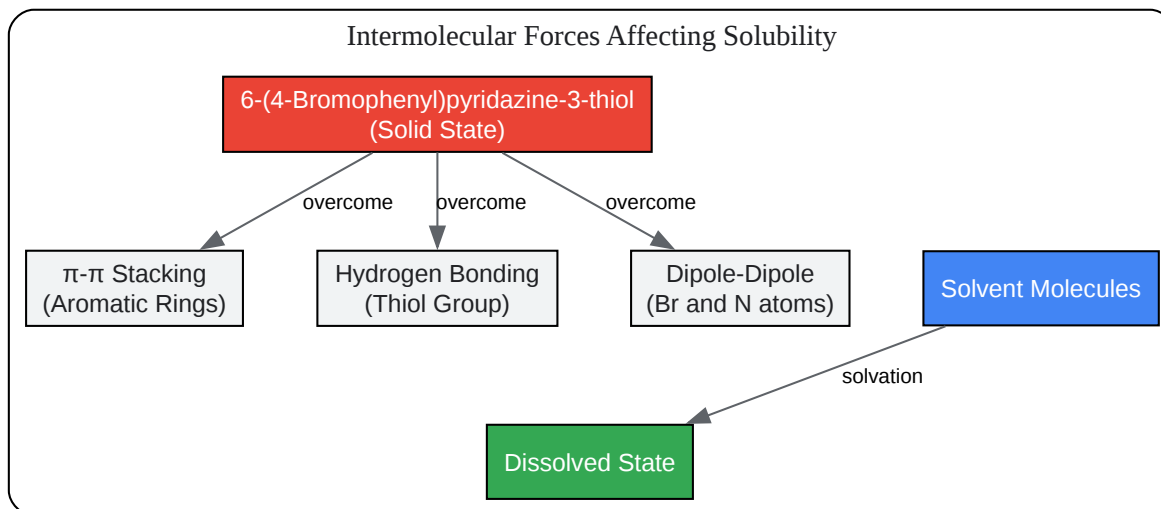 Intermolecular Forces Affecting Solubility
6-(4-Bromophenyl)pyridazine-3-thiol
(Solid State)
overcome
overcome
overcome
π-π Stacking
(Aromatic Rings)
Hydrogen Bonding
(Thiol Group)
Dipole-Dipole
(Br and N atoms)
Solvent Molecules
solvation
Dissolved State